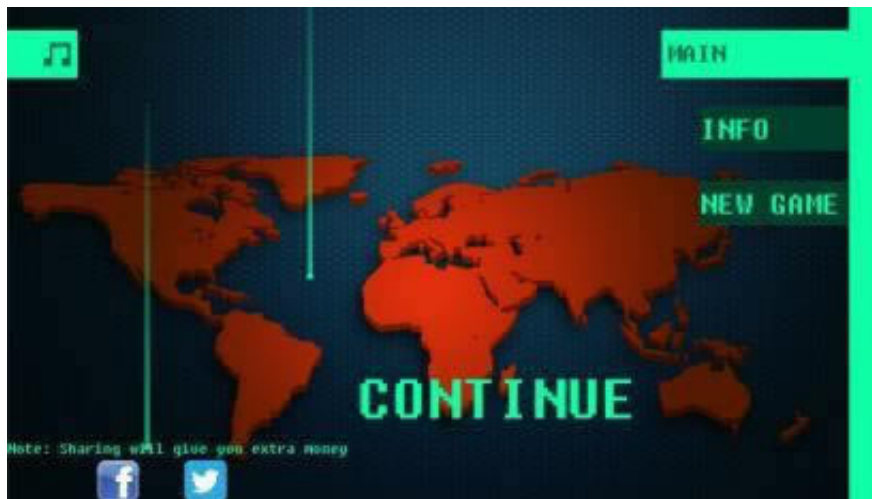 MAIN
INFO
NEW GAME
CONTINUE
Note: Sharing will give you extra money